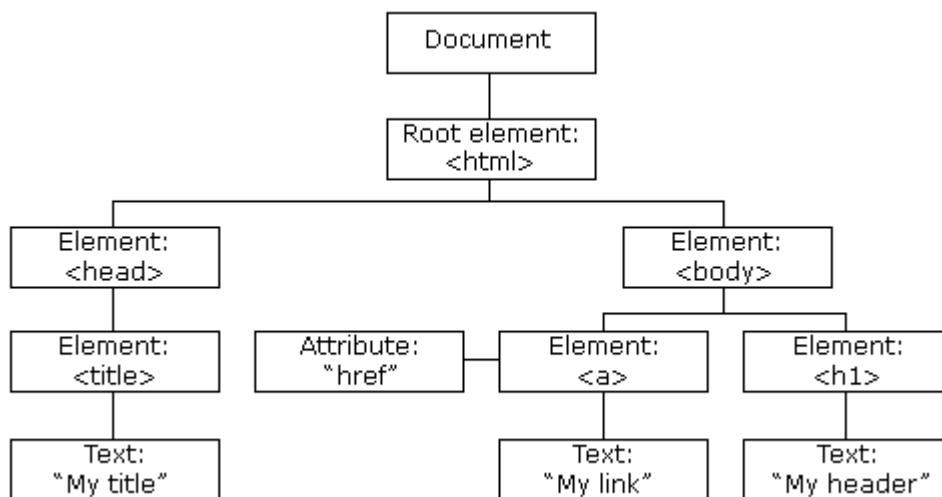 Document
Root element:
<html>
Element:
<head>
Element:
<body>
Element:
<title>
Attribute:
“href”
Element:
<a>
Element:
<h1>
Text:
“My title”
Text:
“My link”
Text:
“My header”